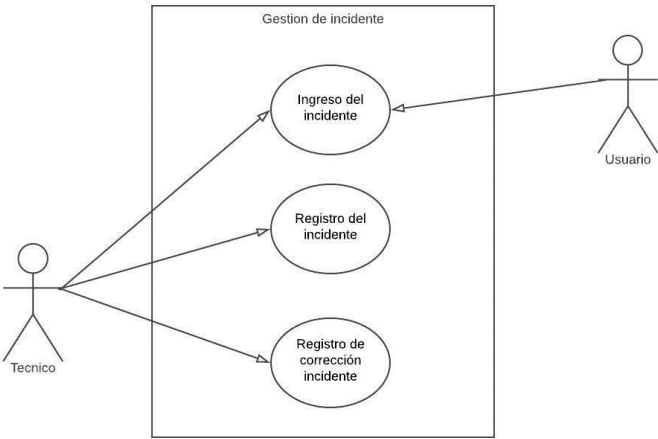 Gestion de incidente
Ingreso del
incidente
Usuario
Registro del
incidente
Tecnico
Registro de
corrección
incidente